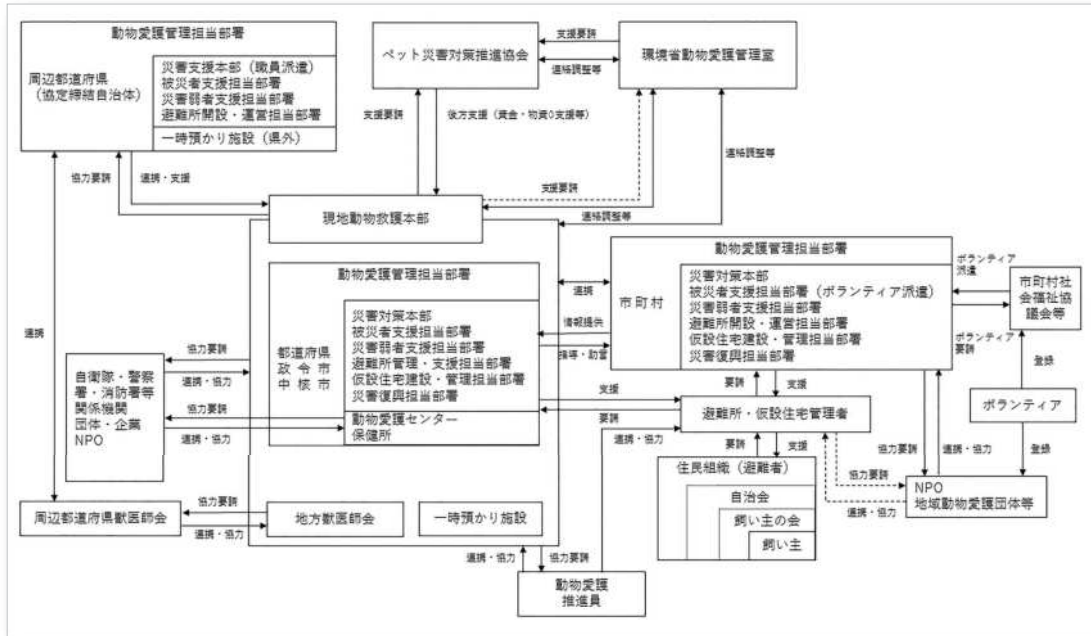 動物愛護管理担当部署
周辺都道府県
（協定締結自治体）
災害支援本部（職員派遣）
被災者支援担当部署
災害弱者支援担当部署
避難所開設・運営担当部署
一時預かり施設（県外）
ペット災害対策推進協会
支援要請
連絡調整等
環境省動物愛護管理室
支援要請
後方支援（資金・物資の支援等）
連絡調整等
協力要請
連携・支援
支援要請
連絡調整等
現地動物救護本部
連携
動物愛護管理担当部署
都道府県
政令市
中核市
災害対策本部
被災者支援担当部署
災害弱者支援担当部署
避難所管理・支援担当部署
仮設住宅建設・管理担当部署
災害復興担当部署
動物愛護センター
保健所
連携
情報提供
指導・助言
動物愛護管理担当部署
市町村
災害対策本部
被災者支援担当部署（ボランティア派遣）
災害弱者支援担当部署
避難所開設・運営担当部署
仮設住宅建設・管理担当部署
災害復興担当部署
ボランティア
派遣
市町村社
会福祉協
議会等
ボランティア
要請
登録
ボランティア
登録
協力要請
連携・協力
自衛隊・警察
署・消防署等
関係機関
団体・企業
NPO
協力要請
連携・協力
支援
要請
要請
支援
避難所・仮設住宅管理者
連携・協力
要請
支援
住民組織（避難者）
自治会
飼い主の会
飼い主
協力要請
連携・協力
協力要請
連携・協力
NPO
地域動物愛護団体等
周辺都道府県獣医師会
協力要請
連携・協力
地方獣医師会
一時預かり施設
連携・協力
協力要請
動物愛護
推進員